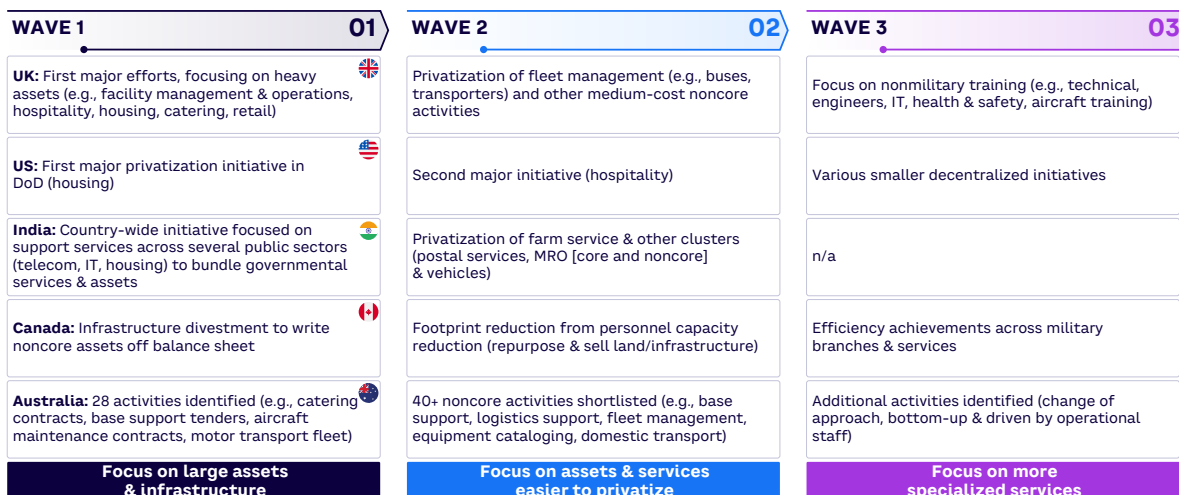 WAVE 1
01
WAVE 2
02
WAVE 3
03
UK: First major efforts, focusing on heavy
assets (e.g., facility management & operations,
hospitality, housing, catering, retail)
Privatization of fleet management (e.g., buses,
transporters) and other medium-cost noncore
activities
Focus on nonmilitary training (e.g., technical,
engineers, IT, health & safety, aircraft training)
US: First major privatization initiative in
DoD (housing)
Second major initiative (hospitality)
Various smaller decentralized initiatives
India: Country-wide initiative focused on
support services across several public sectors
(telecom, IT, housing) to bundle governmental
services & assets
Privatization of farm service & other clusters
(postal services, MRO [core and noncore]
& vehicles)
n/a
Canada: Infrastructure divestment to write
noncore assets off balance sheet
Footprint reduction from personnel capacity
reduction (repurpose & sell land/infrastructure)
Efficiency achievements across military
branches & services
Australia: 28 activities identified (e.g., catering
contracts, base support tenders, aircraft
maintenance contracts, motor transport fleet)
40+ noncore activities shortlisted (e.g., base
support, logistics support, fleet management,
equipment cataloging, domestic transport)
Additional activities identified (change of
approach, bottom-up & driven by operational
staff)
Focus on large assets
& infrastructure
Focus on assets & services
easier to privatize
Focus on more
specialized services